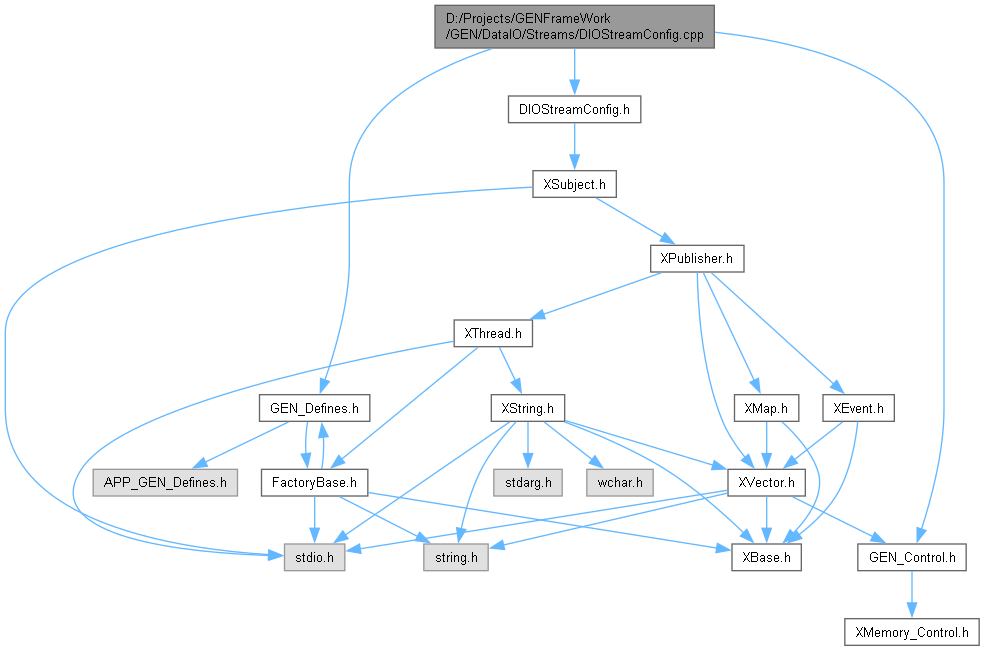 D:/Projects/GENFrameWork
/GEN/DataIO/Streams/DIOStreamConfig.cpp
DIOStreamConfig.h
XSubject.h
XPublisher.h
XThread.h
GEN_Defines.h
XString.h
XMap.h
XEvent.h
APP_GEN_Defines.h
FactoryBase.h
stdarg.h
wchar.h
XVector.h
stdio.h
string.h
XBase.h
GEN_Control.h
XMemory_Control.h